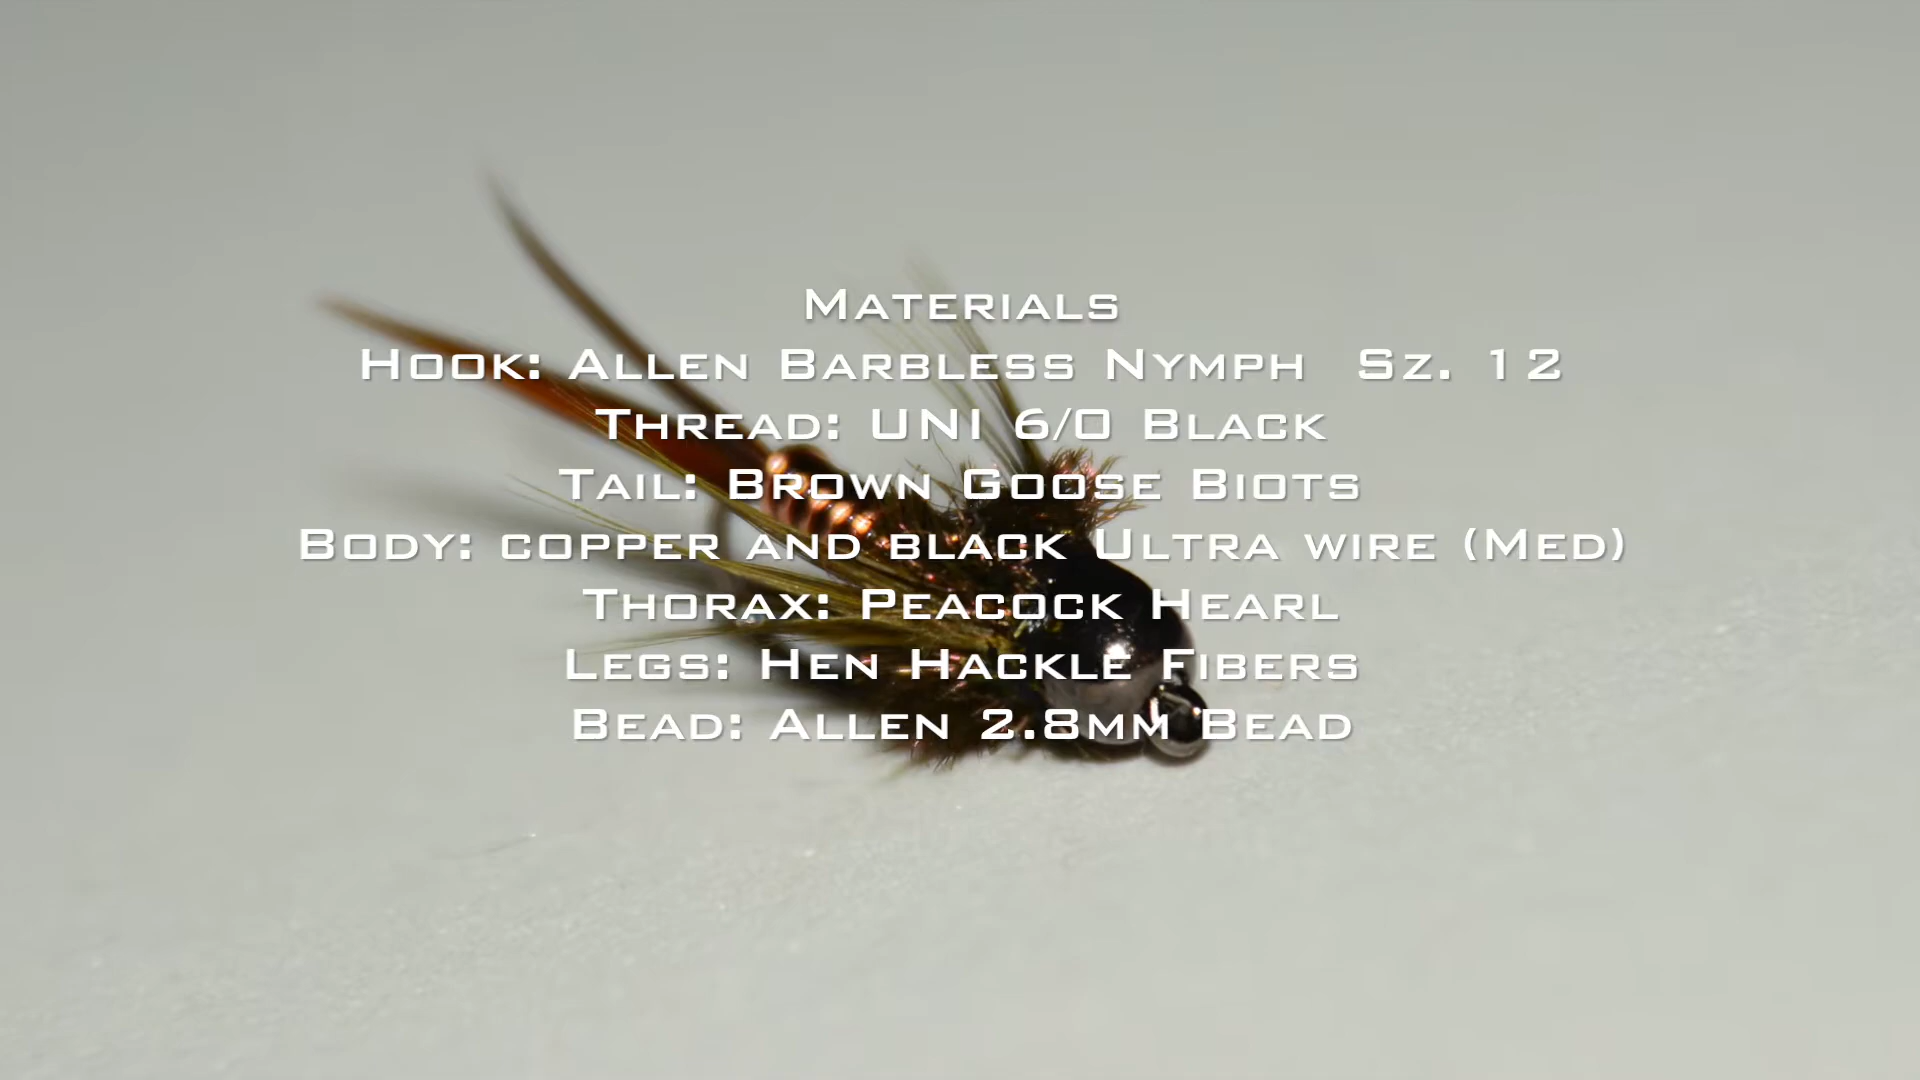 Materials
Hook: Allen Barbless Nymph  Sz. 12
Thread: UNI 6/0 Black
Tail: Brown Goose Biots
Body: copper and black Ultra wire (Med)
Thorax: Peacock Hearl
Legs: Hen Hackle Fibers
Bead: Allen 2.8mm Bead